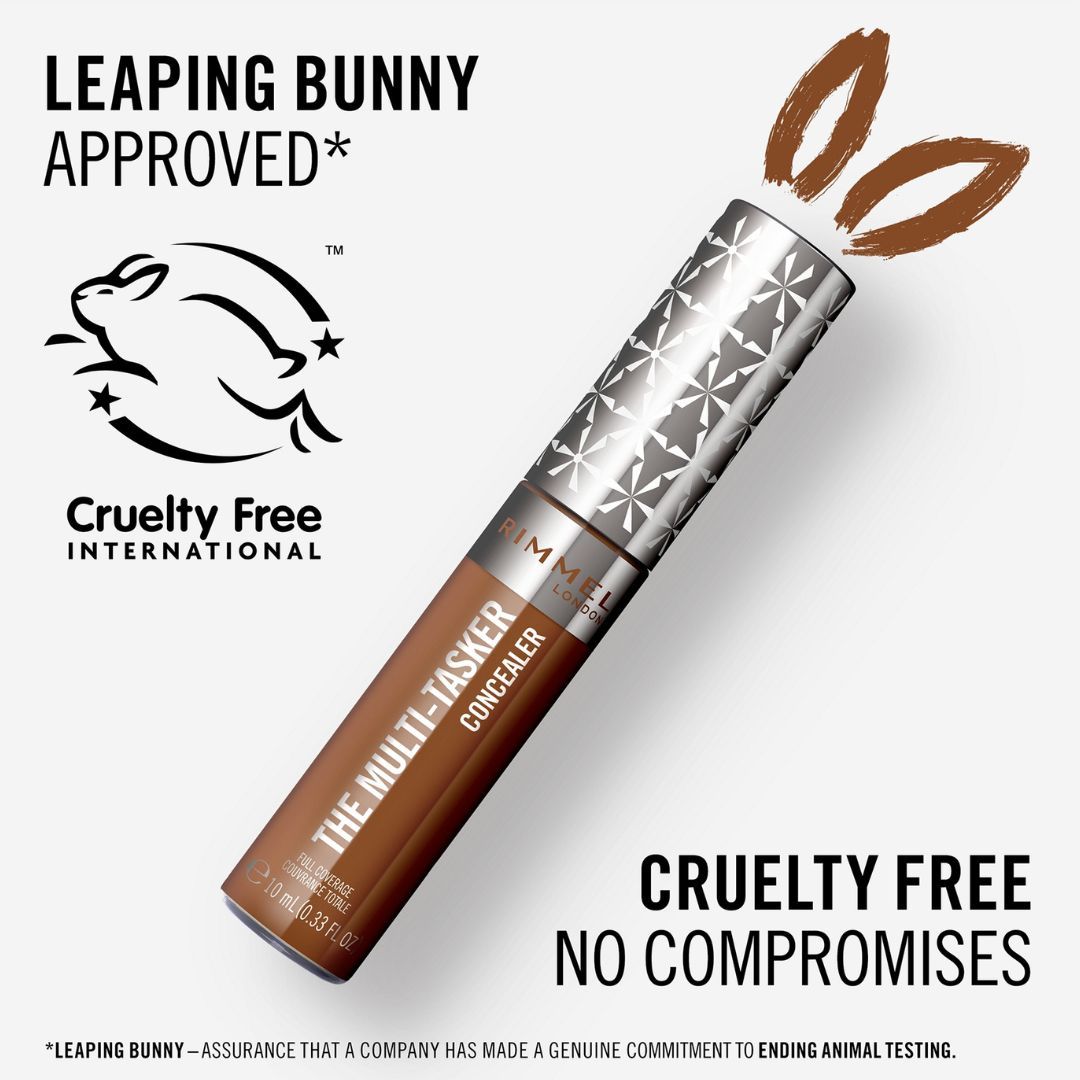 LEAPING BUNNY
APPROVED*
TM
Cruelty Free
INTERNATIONAL
RIMMEL
LONDON
THE MULTI-TASKER
CONCEALER
FULL COVERAGE
COUVRANCE TOTALE
e 10 mL (0.33 FL OZ)
CRUELTY FREE
NO COMPROMISES
*LEAPING BUNNY – ASSURANCE THAT A COMPANY HAS MADE A GENUINE COMMITMENT TO ENDING ANIMAL TESTING.